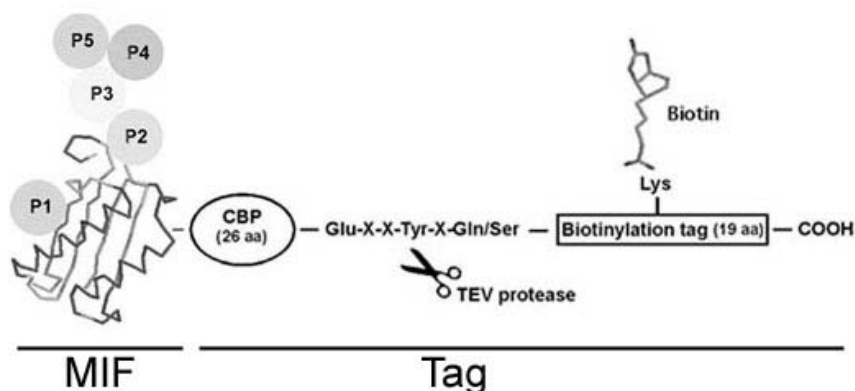 P5
P4
P3
P2
P1
Biotin
Lys
CBP
(26 aa)
Glu-X-X-Tyr-X-Gln/Ser
Biotinylation tag (19 aa)
COOH
TEV protease
MIF
Tag